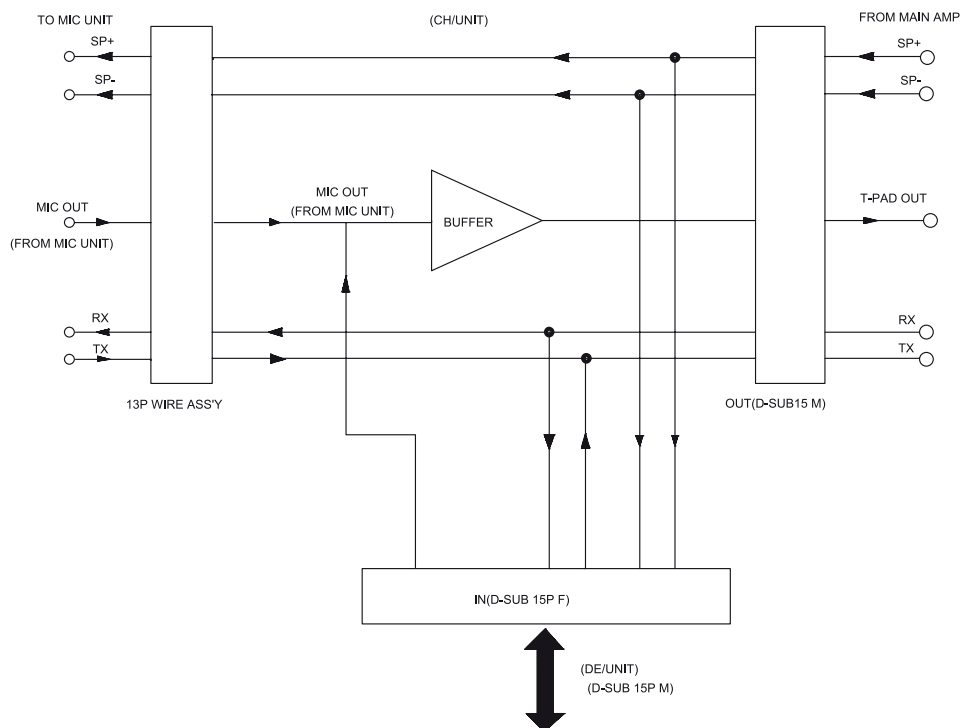 TO MIC UNIT
(CH/UNIT)
FROM MAIN AMP
SP+
SP+
SP-
SP-
MIC OUT
(FROM MIC UNIT)
MIC OUT
(FROM MIC UNIT)
BUFFER
T-PAD OUT
RX
RX
TX
TX
13P WIRE ASS'Y
OUT(D-SUB15 M)
IN(D-SUB 15P F)
(DE/UNIT)
(D-SUB 15P M)